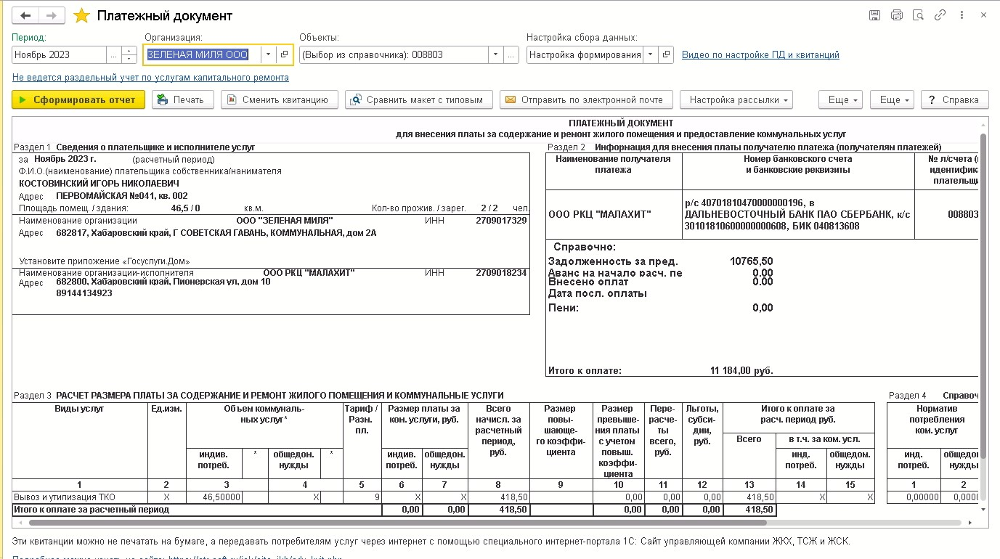 Платежный документ
Период:
Организация:
Объекты:
Настройка сбора данных:
Ноябрь 2023
...
ЗЕЛЕНАЯ МИЛЯ ООО
(Выбор из справочника): 008803
...
Настройка формирования
Видео по настройке ПД и квитанций
Не ведется раздельный учет по услугам капитального ремонта
Сформировать отчет
Печать
Сменить квитанцию
Сравнить макет с типовым
Отправить по электронной почте
Настройка рассылки
Еще
Еще
? Справка
ПЛАТЕЖНЫЙ ДОКУМЕНТ
для внесения платы за содержание и ремонт жилого помещения и предоставление коммунальных услуг
Раздел 1 Сведения о плательщике и исполнителе услуг
за Ноябрь 2023 г. (расчетный период)
Ф.И.О.(наименование) плательщика собственника/нанимателя
КОСТОВИНСКИЙ ИГОРЬ НИКОЛАЕВИЧ
Адрес ПЕРВОМАЙСКАЯ №041, кв. 002
Площадь помещ. / здания: 46,5 / 0 кв.м. Кол-во прожив. / зарег. 2 / 2 чел.
Наименование организации ООО "ЗЕЛЕНАЯ МИЛЯ" ИНН 2709017329
Адрес 682817, Хабаровский край, Г СОВЕТСКАЯ ГАВАНЬ, КОММУНАЛЬНАЯ, дом 2А
Установите приложение «Госуслуги.Дом»
Наименование организации-исполнителя ООО РКЦ "МАЛАХИТ" ИНН 2709018234
Адрес 682800, Хабаровский край, Пионерская ул, дом 10
89144134923
Раздел 2 Информация для внесения платы получателю платежа (получателям платежей)
Наименование получателя платежа
Номер банковского счета и банковские реквизиты
№ л/счета (
идентифик
плательщи
ООО РКЦ "МАЛАХИТ"
р/с 40701810470000000196, в
ДАЛЬНЕВОСТОЧНЫЙ БАНК ПАО СБЕРБАНК, к/с
30101810600000000608, БИК 040813608
008803
Справочно:
Задолженность за пред. 10765,50
Аванс на начало расч. пе 0.00
Внесено оплат 0.00
Дата посл. оплаты
Пени: 0,00
Итого к оплате: 11 184,00 руб.
Раздел 3 РАСЧЕТ РАЗМЕРА ПЛАТЫ ЗА СОДЕРЖАНИЕ И РЕМОНТ ЖИЛОГО ПОМЕЩЕНИЯ И КОММУНАЛЬНЫЕ УСЛУГИ
Виды услуг
Ед.изм.
Объем коммуналь-
ных услуг*
индив.
потреб.
*
общедом.
нужды
*
Тариф /
Разм.
пл.
Размер платы за
ком. услуги, руб.
индив.
потреб.
общедом.
нужды
Всего
начисл. за
расчетный
период,
руб.
Размер
повы-
шающе-
го коэффи-
циента
Размер
превыше-
ния платы
с учетом
повыш.
коэффи-
циента
Пере-
расче-
ты
всего,
руб.
Льготы,
субси-
дии,
руб.
Итого к оплате за
расч. период руб.
Всего
в т.ч. за ком. усл.
инд.
потреб.
общедом.
нужды
1 2 3 4 5 6 7 8 9 10 11 12 13 14 15
Вывоз и утилизация ТКО X 46,50000 X 9 X X 418,50 0,00 0,00 0,00 418,50 X X
Итого к оплате за расчетный период 0,00 0,00 418,50 0,00 0,00 0,00 418,50
Раздел 4 Справоч
Норматив
потребления
ком. услуг
инд.
потреб.
общедом
нужды
1 2
0,00000 0,0000
Эти квитанции можно не печатать на бумаге, а передавать потребителям услуг через интернет с помощью специального интернет-портала 1С: Сайт управляющей компании ЖКХ, ТСЖ и ЖСК.